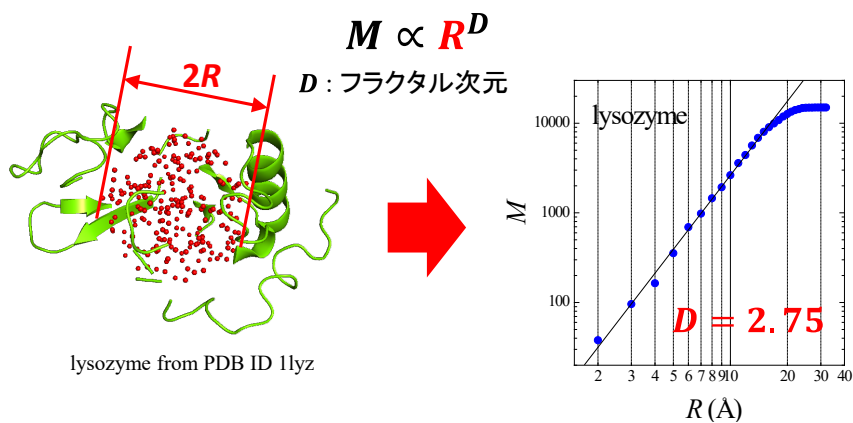 M ∝ R^D
D : フラクタル次元
2R
lysozyme from PDB ID 1lyz
lysozyme
10000
1000
100
M
D = 2.75
2 3 4 5 6 7 8 9 10 20 30 40
R (Å)